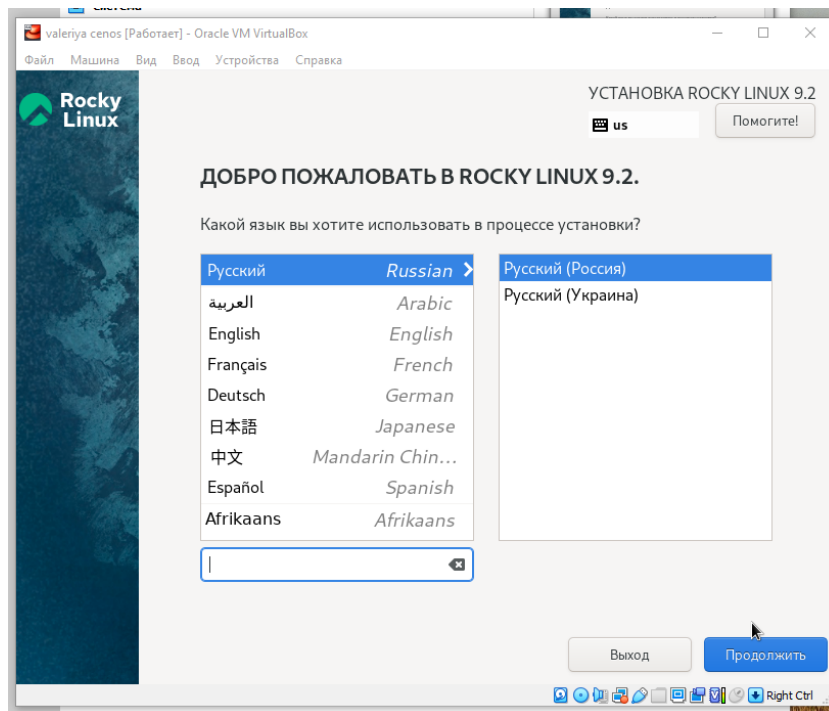 valeriya cenos [Работает] - Oracle VM VirtualBox
Файл Машина Вид Ввод Устройства Справка
Rocky
Linux
УСТАНОВКА ROCKY LINUX 9.2
us
Помогите!
ДОБРО ПОЖАЛОВАТЬ В ROCKY LINUX 9.2.
Какой язык вы хотите использовать в процессе установки?
Русский Russian
العربية Arabic
English English
Français French
Deutsch German
日本語 Japanese
中文 Mandarin Chin...
Español Spanish
Afrikaans Afrikaans
Русский (Россия)
Русский (Украина)
Выход
Продолжить
Right Ctrl